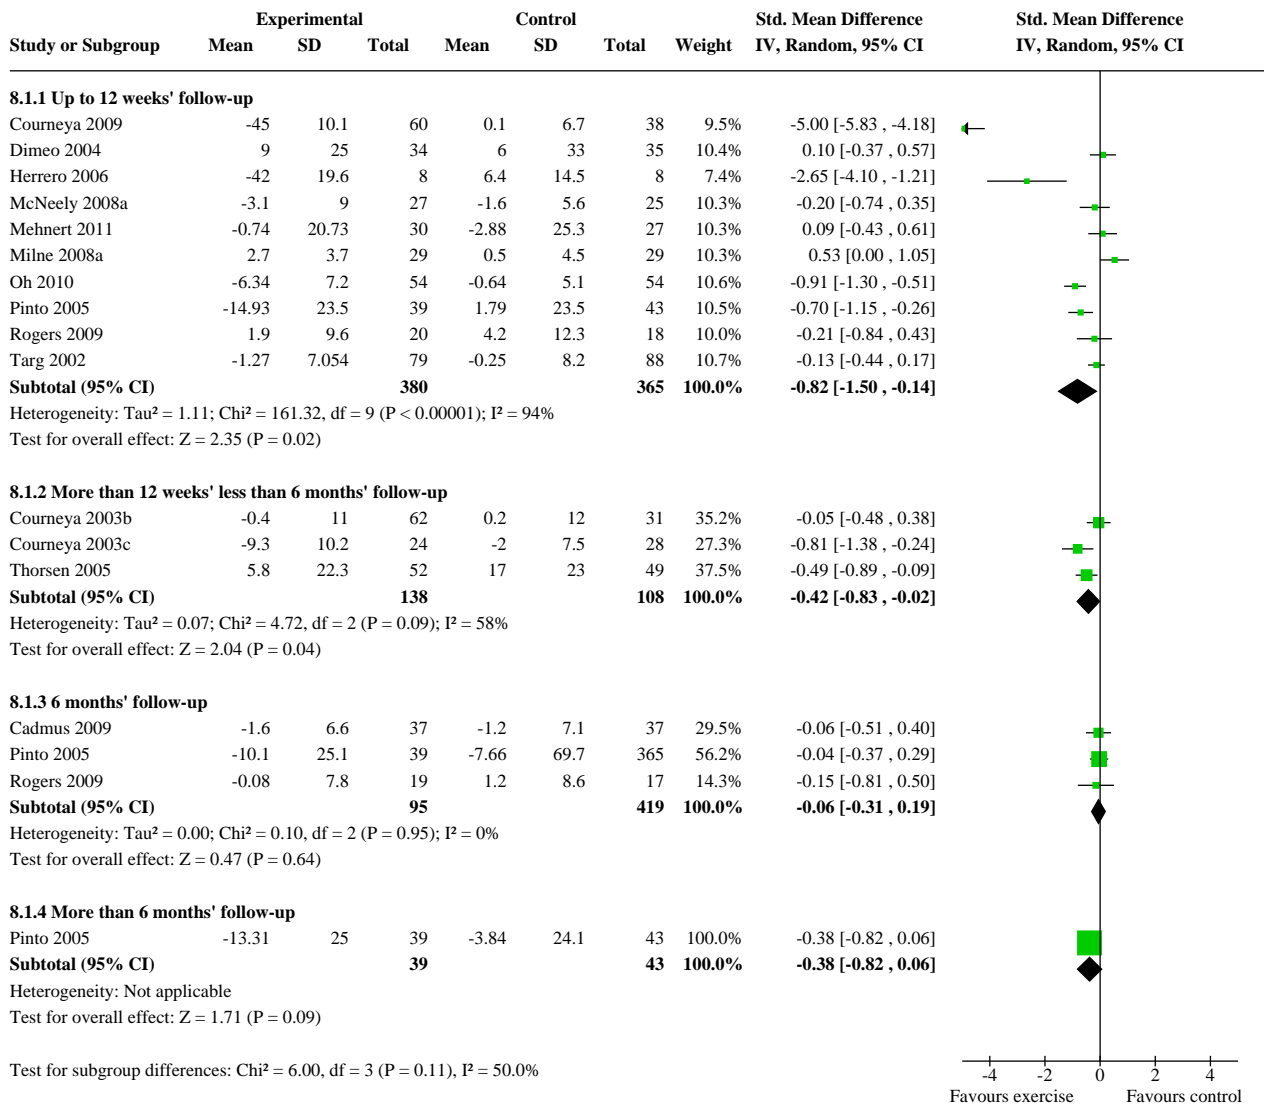 Experimental Control Std. Mean Difference Std. Mean Difference
Study or Subgroup Mean SD Total Mean SD Total Weight IV, Random, 95% CI IV, Random, 95% CI
8.1.1 Up to 12 weeks' follow-up
Courneya 2009 -45 10.1 60 0.1 6.7 38 9.5% -5.00 [-5.83 , -4.18]
Dimeo 2004 9 25 34 6 33 35 10.4% 0.10 [-0.37 , 0.57]
Herrero 2006 -42 19.6 8 6.4 14.5 8 7.4% -2.65 [-4.10 , -1.21]
McNeely 2008a -3.1 9 27 -1.6 5.6 25 10.3% -0.20 [-0.74 , 0.35]
Mehnert 2011 -0.74 20.73 30 -2.88 25.3 27 10.3% 0.09 [-0.43 , 0.61]
Milne 2008a 2.7 3.7 29 0.5 4.5 29 10.3% 0.53 [0.00 , 1.05]
Oh 2010 -6.34 7.2 54 -0.64 5.1 54 10.6% -0.91 [-1.30 , -0.51]
Pinto 2005 -14.93 23.5 39 1.79 23.5 43 10.4% -0.70 [-1.15 , -0.26]
Rogers 2009 1.9 9.6 20 4.2 12.3 18 10.0% -0.21 [-0.84 , 0.43]
Targ 2002 -1.27 7.054 79 -0.25 8.2 88 10.7% -0.13 [-0.44 , 0.17]
Subtotal (95% CI) 380 365 100.0% -0.82 [-1.50 , -0.14]
Heterogeneity: Tau² = 1.11; Chi² = 161.32, df = 9 (P < 0.00001); I² = 94%
Test for overall effect: Z = 2.35 (P = 0.02)
8.1.2 More than 12 weeks' less than 6 months' follow-up
Courneya 2003b -0.4 11 62 0.2 12 31 35.2% -0.05 [-0.48 , 0.38]
Courneya 2003c -9.3 10.2 24 -2 7.5 28 27.3% -0.81 [-1.38 , -0.24]
Thorsen 2005 5.8 22.3 52 17 23 49 37.5% -0.49 [-0.89 , -0.09]
Subtotal (95% CI) 138 108 100.0% -0.42 [-0.83 , -0.02]
Heterogeneity: Tau² = 0.07; Chi² = 4.72, df = 2 (P = 0.09); I² = 58%
Test for overall effect: Z = 2.04 (P = 0.04)
8.1.3 6 months' follow-up
Cadmus 2009 -1.6 6.6 37 -1.2 7.1 37 29.5% -0.06 [-0.51 , 0.40]
Pinto 2005 -10.1 25.1 39 -7.66 69.7 365 56.2% -0.04 [-0.37 , 0.29]
Rogers 2009 -0.08 7.8 19 1.2 8.6 17 14.3% -0.15 [-0.81 , 0.50]
Subtotal (95% CI) 95 419 100.0% -0.06 [-0.31 , 0.19]
Heterogeneity: Tau² = 0.00; Chi² = 0.10, df = 2 (P = 0.95); I² = 0%
Test for overall effect: Z = 0.47 (P = 0.64)
8.1.4 More than 6 months' follow-up
Pinto 2005 -13.31 25 39 -3.84 24.1 43 100.0% -0.38 [-0.82 , 0.06]
Subtotal (95% CI) 39 43 100.0% -0.38 [-0.82 , 0.06]
Heterogeneity: Not applicable
Test for overall effect: Z = 1.71 (P = 0.09)
Test for subgroup differences: Chi² = 6.00, df = 3 (P = 0.11), I² = 50.0%
-4 -2 0 2 4
Favours exercise Favours control